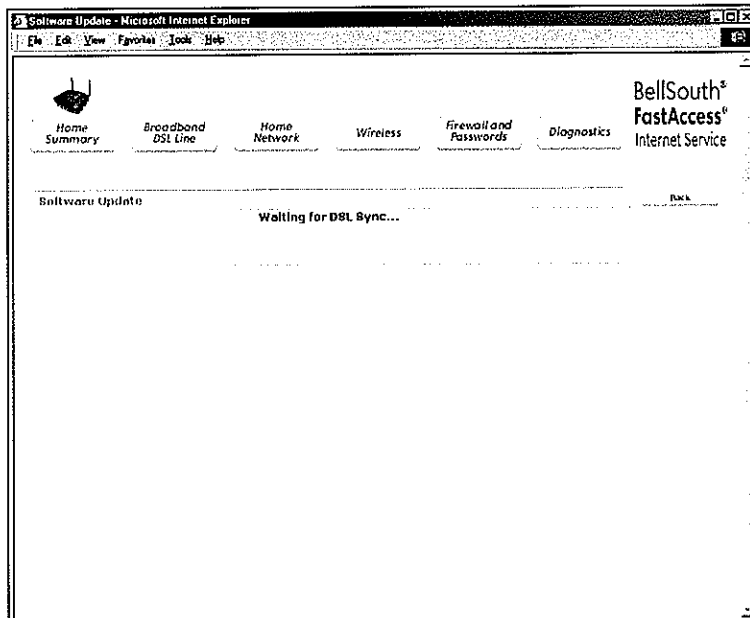 Software Update - Microsoft Internet Explorer
File Edit View Favorites Tools Help
BellSouth®
FastAccess®
Internet Service
Home Summary
Broadband DSL Line
Home Network
Wireless
Firewall and Passwords
Diagnostics
Software Update
Back
Waiting for DSL Sync...